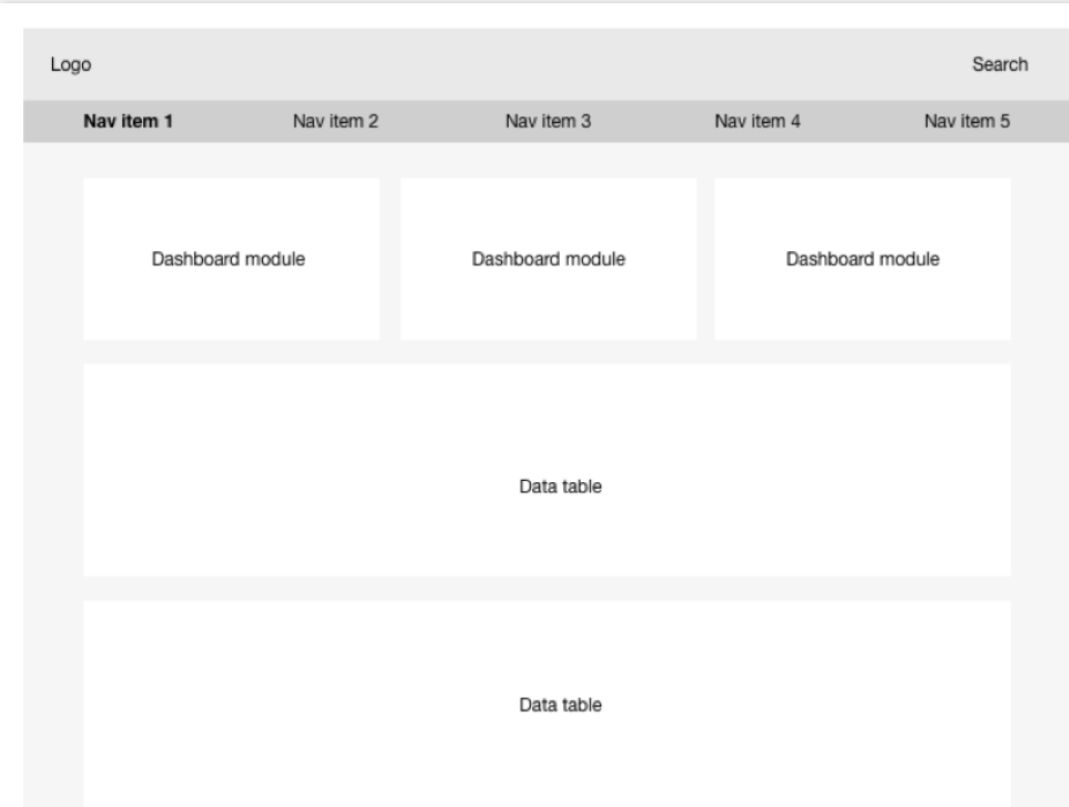 Logo
Search
Nav item 1
Nav item 2
Nav item 3
Nav item 4
Nav item 5
Dashboard module
Dashboard module
Dashboard module
Data table
Data table